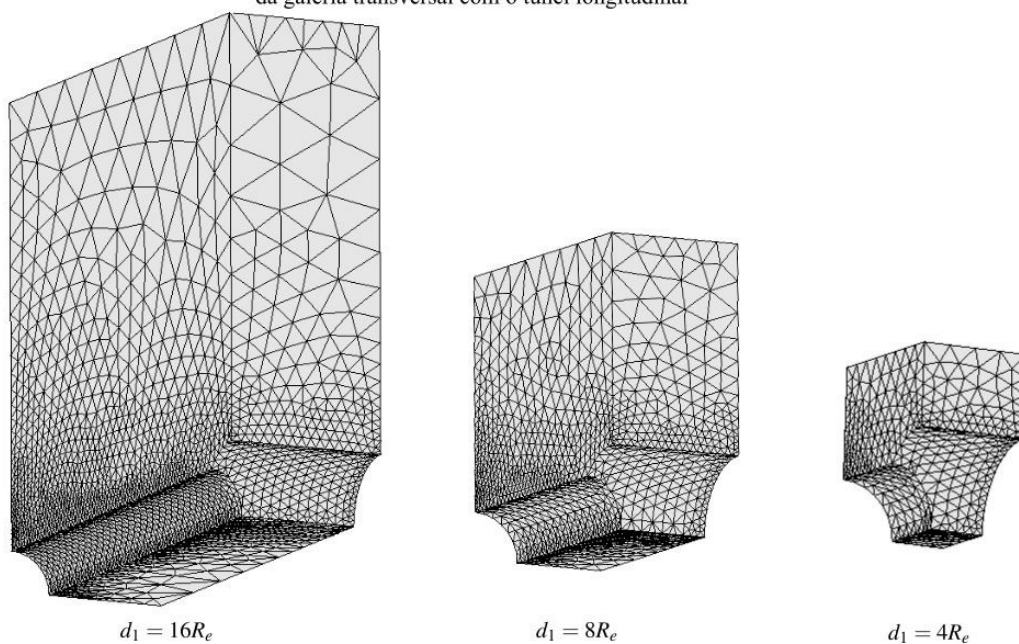 da galeria transversal com o túnel longitudinal
d₁ = 16Rₑ
d₁ = 8Rₑ
d₁ = 4Rₑ